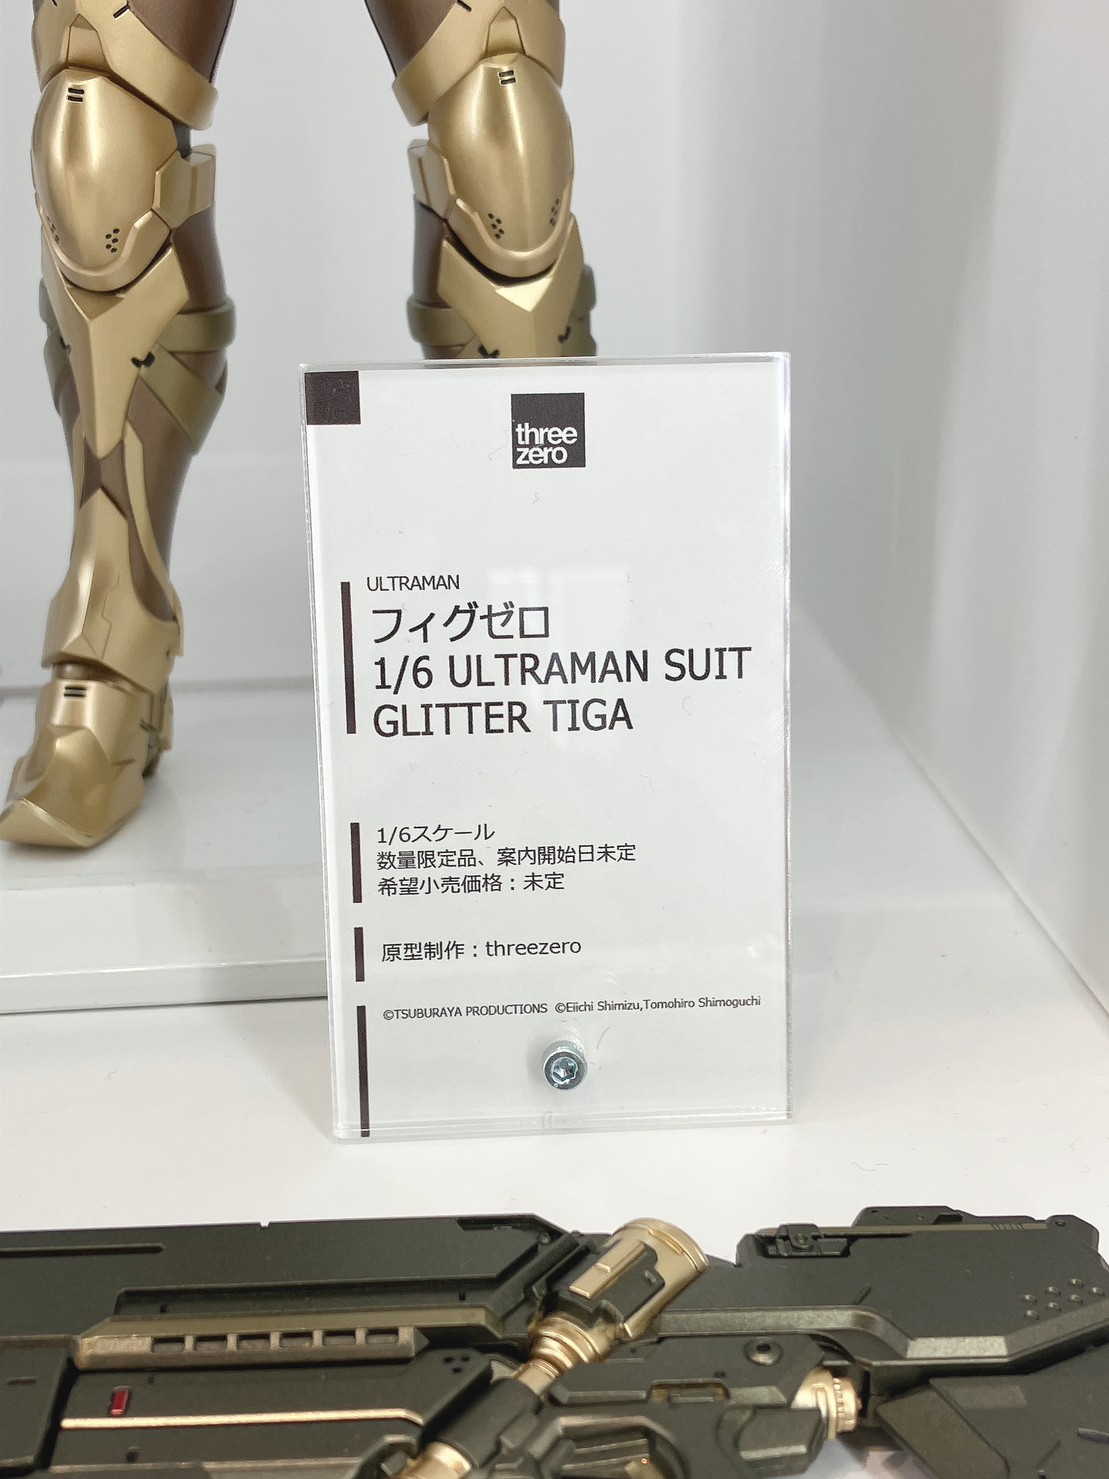 three
zero
ULTRAMAN
フィグゼロ
1/6 ULTRAMAN SUIT
GLITTER TIGA
1/6スケール
数量限定品、案内開始日未定
希望小売価格：未定
原型制作：threezero
©TSUBURAYA PRODUCTIONS ©Eiichi Shimizu,Tomohiro Shimoguchi